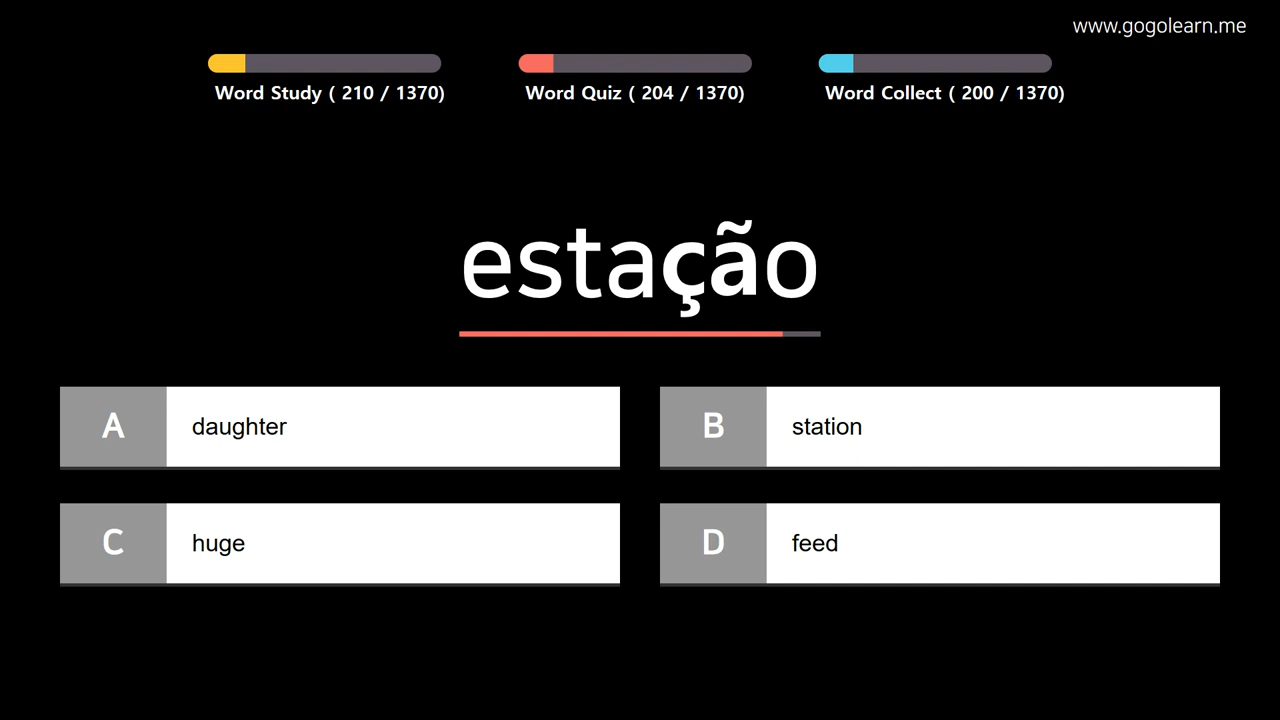 www.gogolearn.me
Word Study ( 210 / 1370)
Word Quiz ( 204 / 1370)
Word Collect ( 200 / 1370)
estação
A daughter
B station
C huge
D feed